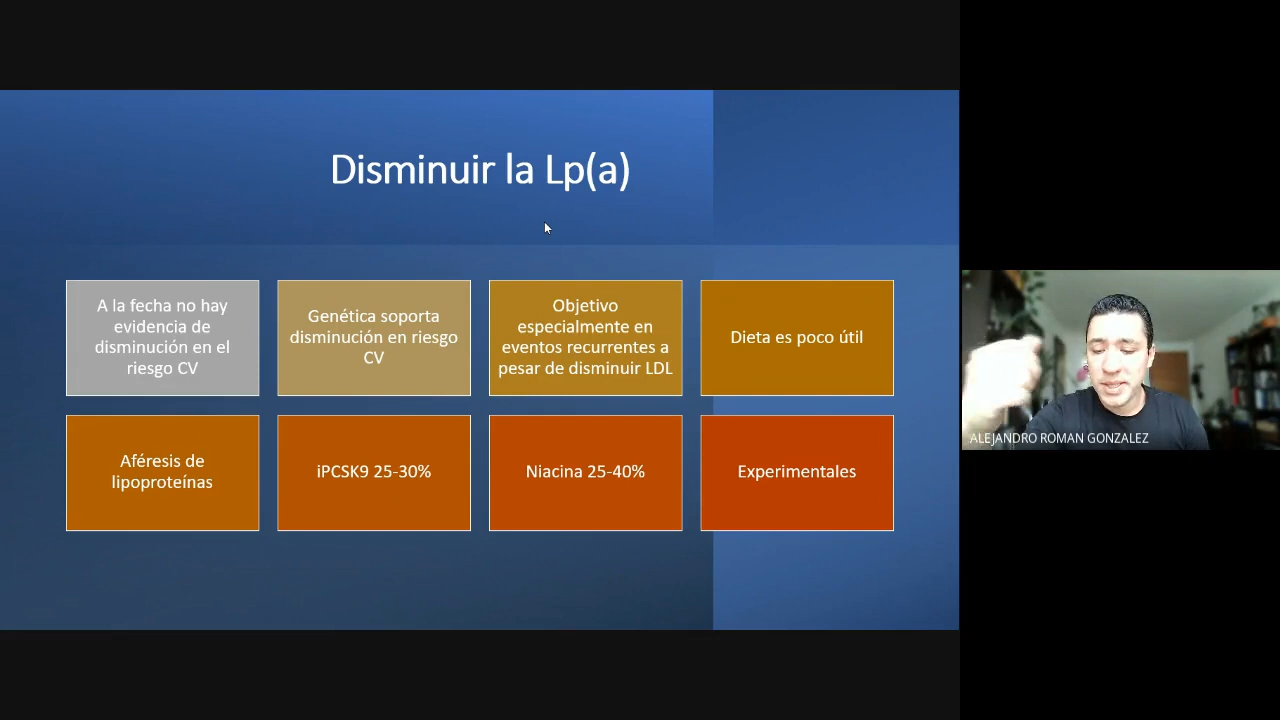 Disminuir la Lp(a)
A la fecha no hay
evidencia de
disminución en el
riesgo CV
Genética soporta
disminución en riesgo
CV
Objetivo
especialmente en
eventos recurrentes a
pesar de disminuir LDL
Dieta es poco útil
Aféresis de
lipoproteínas
iPCSK9 25-30%
Niacina 25-40%
Experimentales
ALEJANDRO ROMAN GONZALEZ